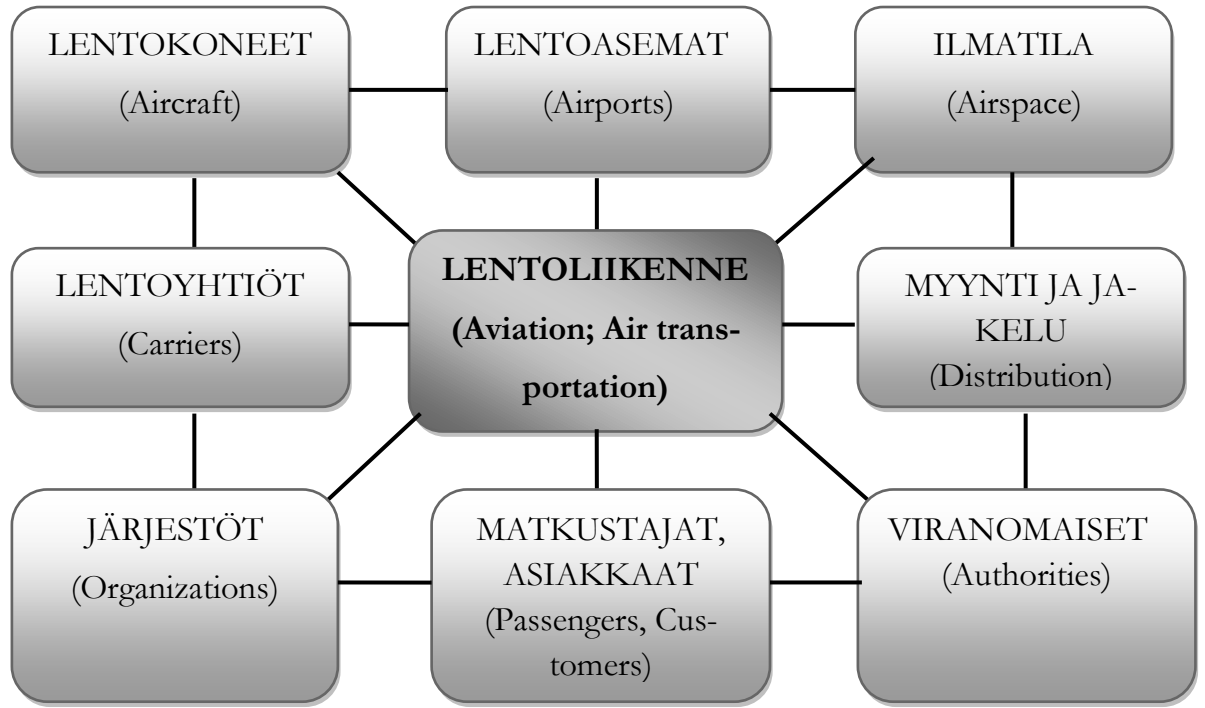 LENTOKONEET
(Aircraft)
LENTOASEMAT
(Airports)
ILMATILA
(Airspace)
LENTOYHTIÖT
(Carriers)
LENTOLIIKENNE
(Aviation; Air trans-
portation)
MYYNTI JA JA-
KELU
(Distribution)
JÄRJESTÖT
(Organizations)
MATKUSTAJAT,
ASIAKKAAT
(Passengers, Cus-
tomers)
VIRANOMAISET
(Authorities)